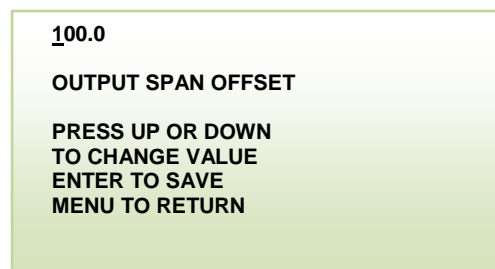 100.0
OUTPUT SPAN OFFSET
PRESS UP OR DOWN
TO CHANGE VALUE
ENTER TO SAVE
MENU TO RETURN